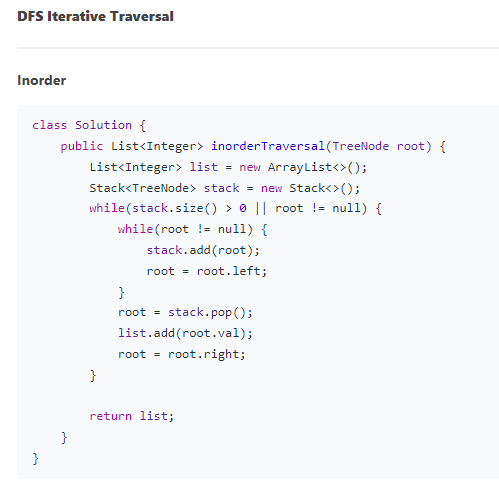 DFS Iterative Traversal
Inorder
class Solution {
    public List<Integer> inorderTraversal(TreeNode root) {
        List<Integer> list = new ArrayList<>();
        Stack<TreeNode> stack = new Stack<>();
        while(stack.size() > 0 || root != null) {
            while(root != null) {
                stack.add(root);
                root = root.left;
            }
            root = stack.pop();
            list.add(root.val);
            root = root.right;
        }
        return list;
    }
}